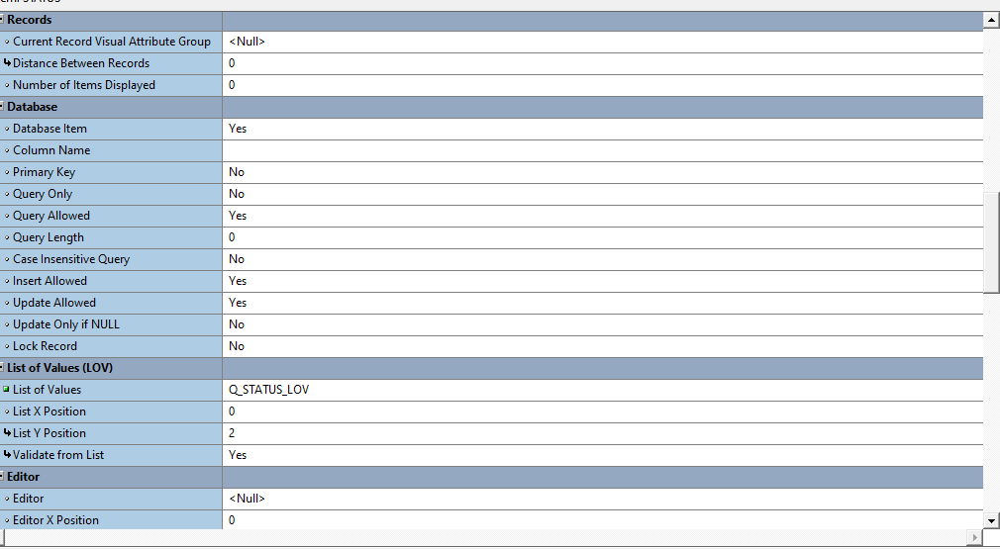 Records
Current Record Visual Attribute Group <Null>
Distance Between Records 0
Number of Items Displayed 0
Database
Database Item Yes
Column Name
Primary Key No
Query Only No
Query Allowed Yes
Query Length 0
Case Insensitive Query No
Insert Allowed Yes
Update Allowed Yes
Update Only if NULL No
Lock Record No
List of Values (LOV)
List of Values Q_STATUS_LOV
List X Position 0
List Y Position 2
Validate from List Yes
Editor
Editor <Null>
Editor X Position 0